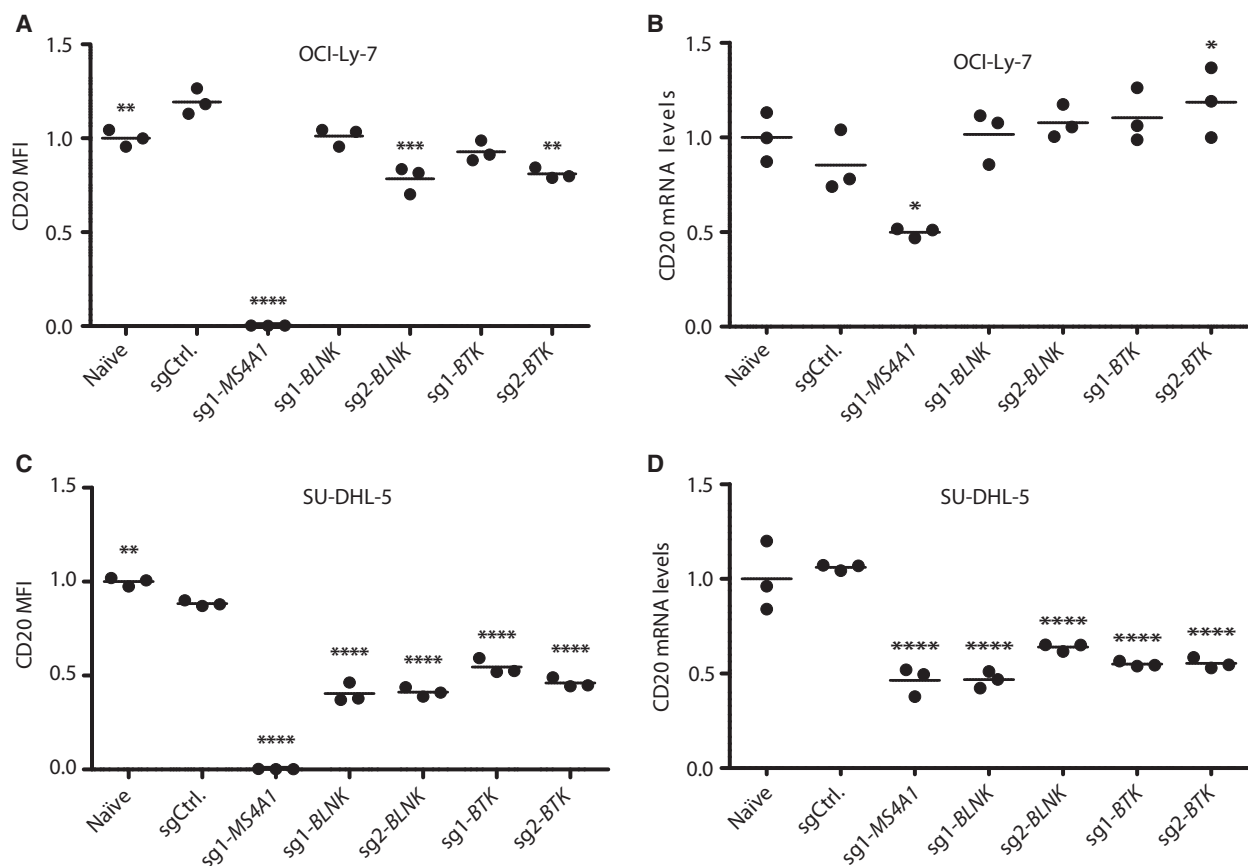 A
OCI-Ly-7
CD20 MFI
1.5
1.0
0.5
0.0
**
****
***
**
Naïve
sgCtrl.
sg1-MS4A1
sg1-BLNK
sg2-BLNK
sg1-BTK
sg2-BTK
B
OCI-Ly-7
CD20 mRNA levels
1.5
1.0
0.5
0.0
*
*
Naïve
sgCtrl.
sg1-MS4A1
sg1-BLNK
sg2-BLNK
sg1-BTK
sg2-BTK
C
SU-DHL-5
CD20 MFI
1.5
1.0
0.5
0.0
**
****
****
****
****
****
Naïve
sgCtrl.
sg1-MS4A1
sg1-BLNK
sg2-BLNK
sg1-BTK
sg2-BTK
D
SU-DHL-5
CD20 mRNA levels
1.5
1.0
0.5
0.0
****
****
****
****
****
Naïve
sgCtrl.
sg1-MS4A1
sg1-BLNK
sg2-BLNK
sg1-BTK
sg2-BTK